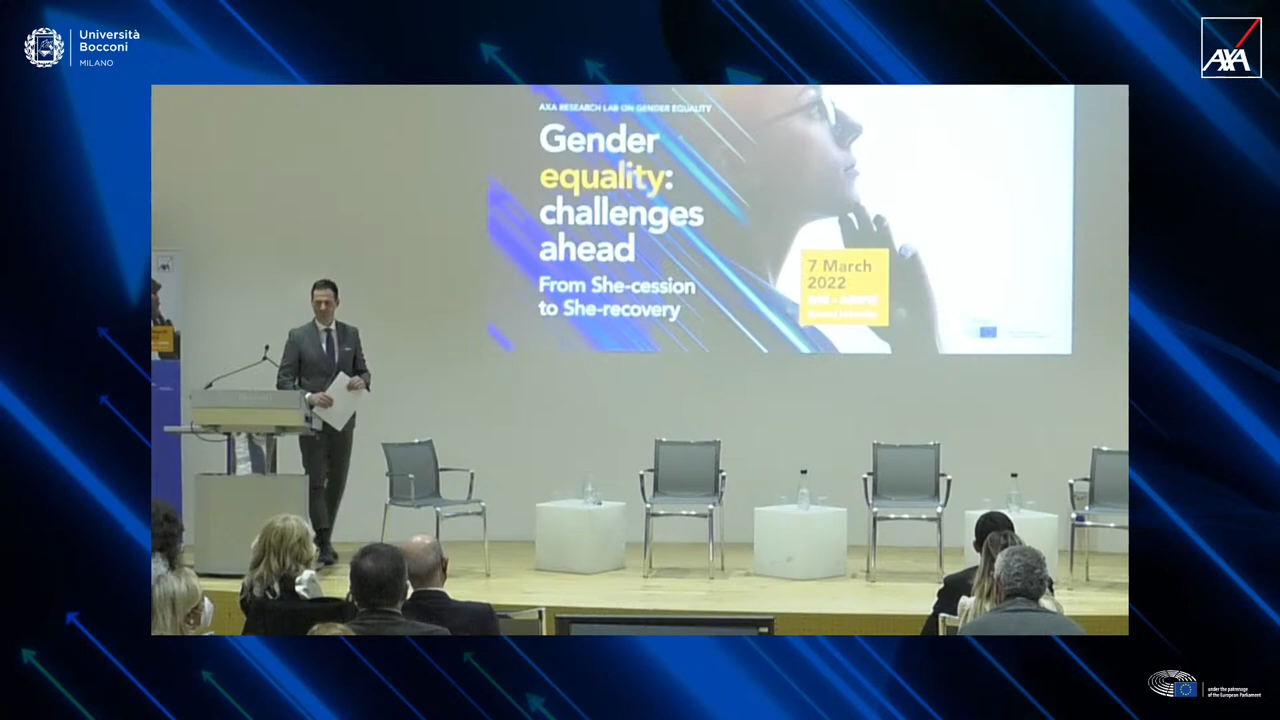 Università
Bocconi
MILANO
AXA
AXA RESEARCH LAB ON GENDER EQUALITY
Gender
equality:
challenges
ahead
From She-cession
to She-recovery
7 March
2022
under the patronage
of the European Parliament